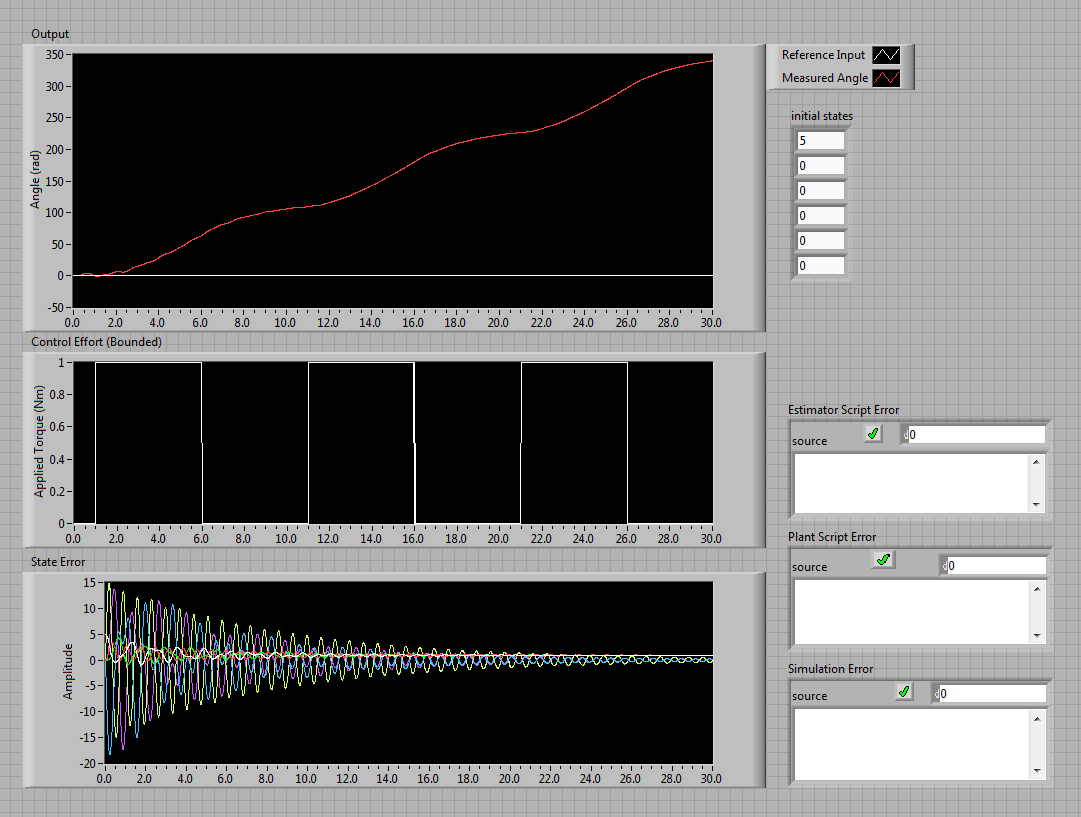 Output
350
300
250
200
150
100
50
0
-50
Angle (rad)
0.0 2.0 4.0 6.0 8.0 10.0 12.0 14.0 16.0 18.0 20.0 22.0 24.0 26.0 28.0 30.0
Reference Input
Measured Angle
initial states
5
0
0
0
0
0
Control Effort (Bounded)
1
0.8
0.6
0.4
0.2
0
Applied Torque (Nm)
0.0 2.0 4.0 6.0 8.0 10.0 12.0 14.0 16.0 18.0 20.0 22.0 24.0 26.0 28.0 30.0
State Error
15
10
5
0
-5
-10
-15
-20
Amplitude
0.0 2.0 4.0 6.0 8.0 10.0 12.0 14.0 16.0 18.0 20.0 22.0 24.0 26.0 28.0 30.0
Estimator Script Error
source d 0
Plant Script Error
source d 0
Simulation Error
source d 0